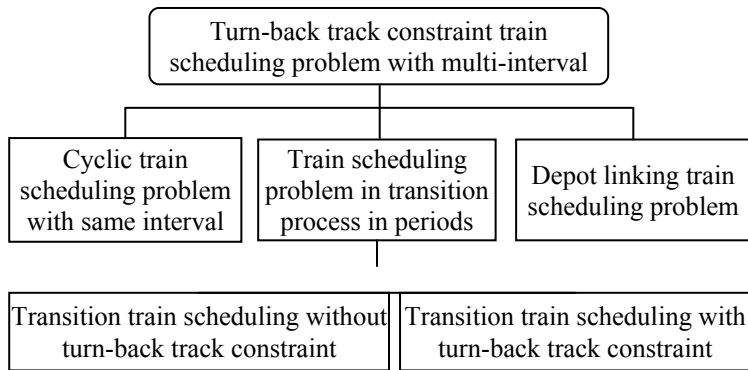 Turn-back track constraint train
scheduling problem with multi-interval
Cyclic train
scheduling problem
with same interval
Train scheduling
problem in transition
process in periods
Depot linking train
scheduling problem
Transition train scheduling without
turn-back track constraint
Transition train scheduling with
turn-back track constraint